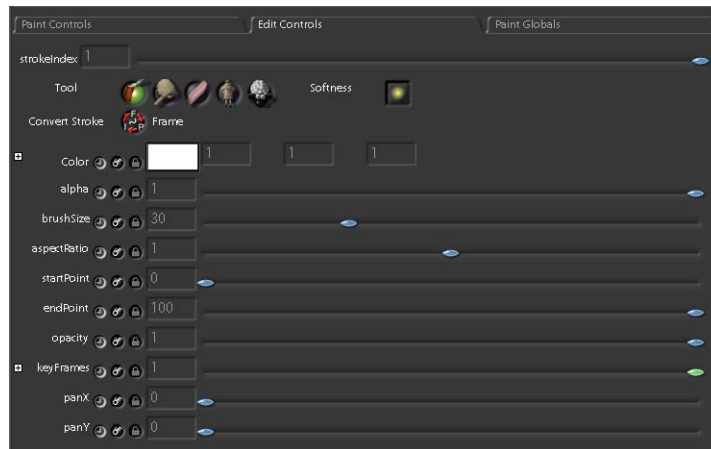 Paint Controls Edit Controls Paint Globals
strokeIndex 1
Tool Softness
Convert Stroke F P Frame
Color 1 1 1
alpha 1
brushSize 30
aspectRatio 1
startPoint 0
endPoint 100
opacity 1
keyFrames 1
panX 0
panY 0